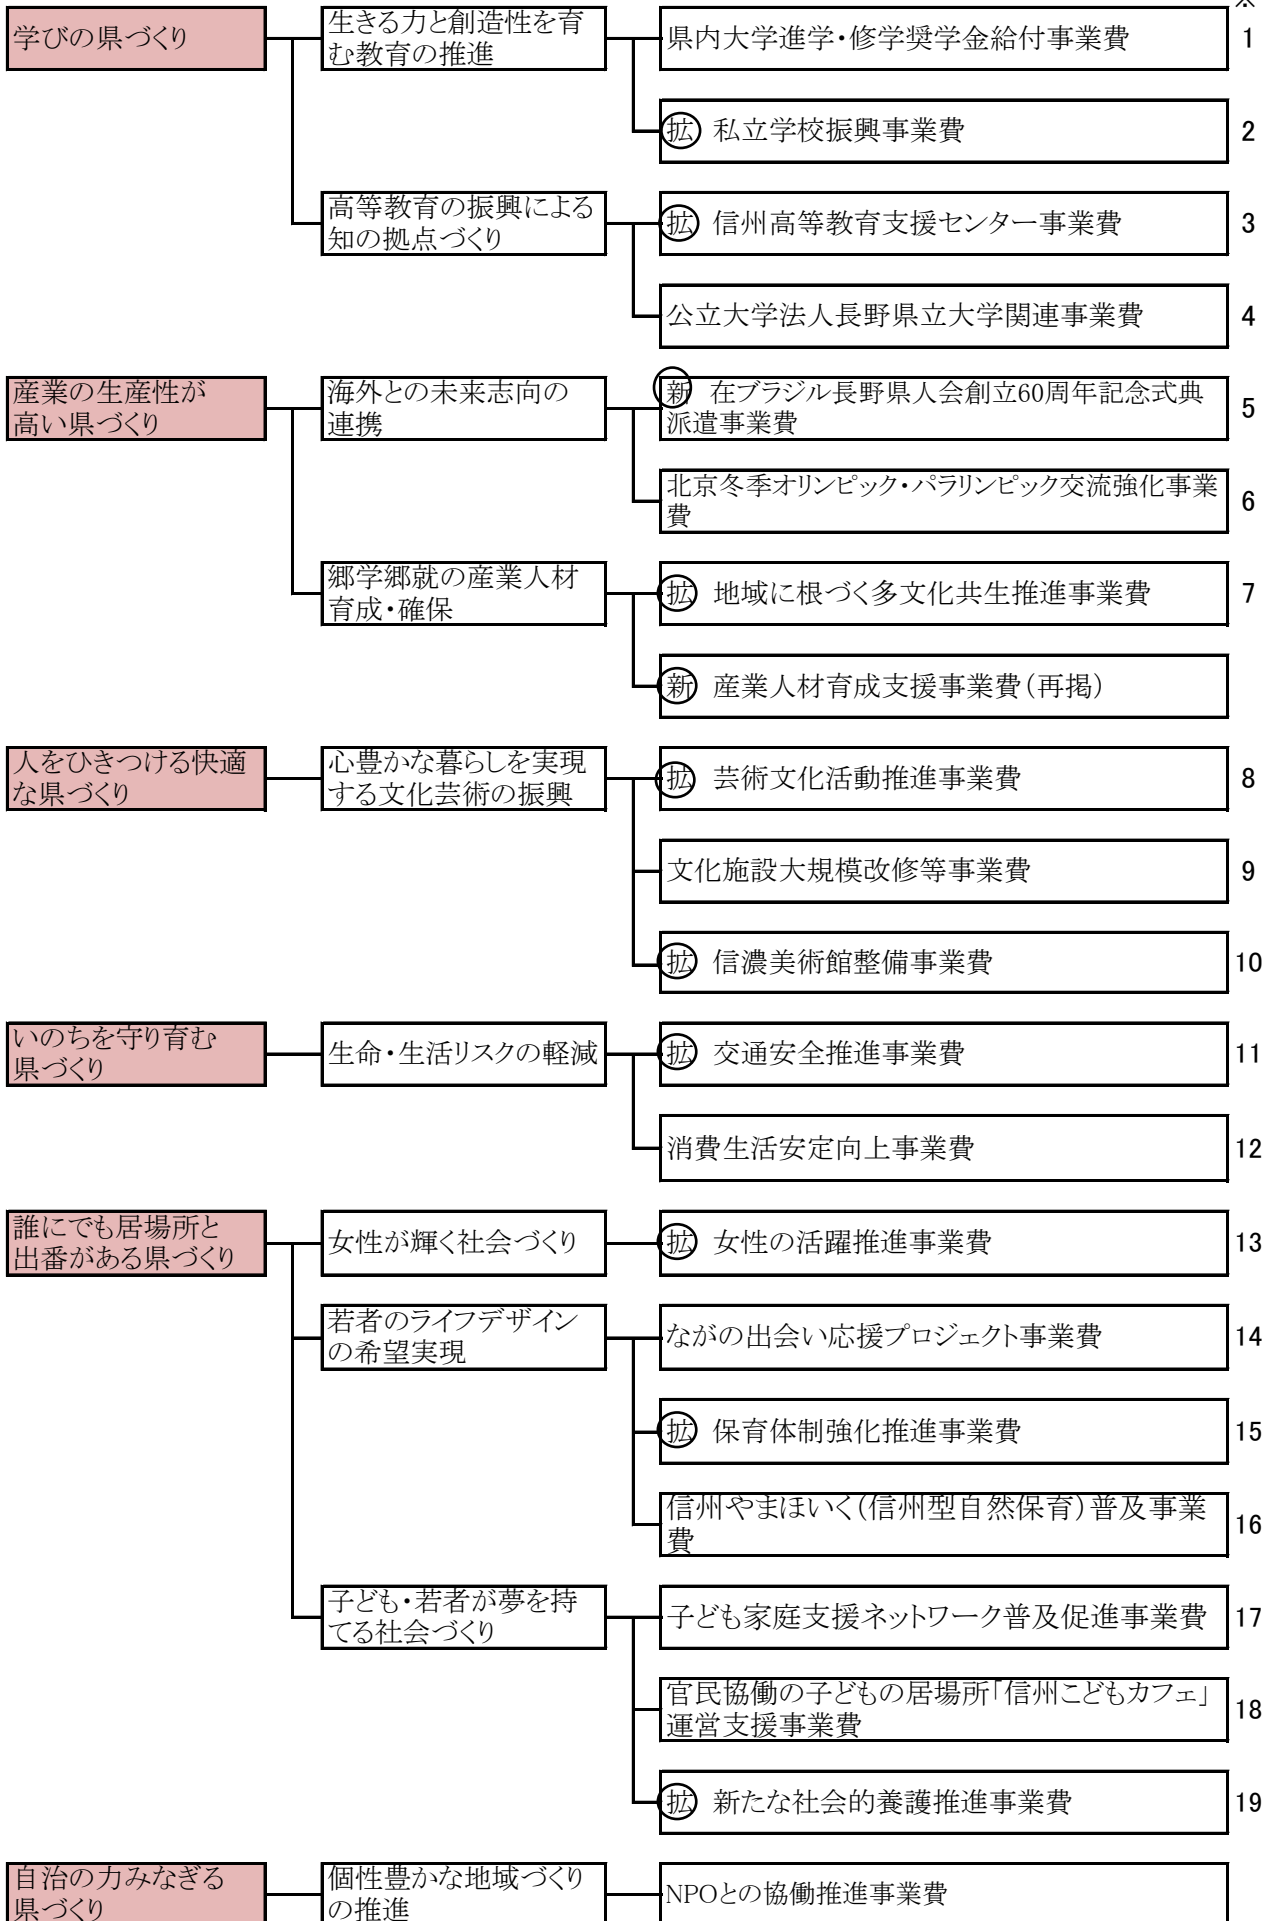 ※
学びの県づくり
生きる力と創造性を育
む教育の推進
県内大学進学・修学奨学金給付事業費
1
拡 私立学校振興事業費
2
高等教育の振興による
知の拠点づくり
拡 信州高等教育支援センター事業費
3
公立大学法人長野県立大学関連事業費
4
産業の生産性が
高い県づくり
海外との未来志向の
連携
新 在ブラジル長野県人会創立60周年記念式典
派遣事業費
5
北京冬季オリンピック・パラリンピック交流強化事業
費
6
郷学郷就の産業人材
育成・確保
拡 地域に根づく多文化共生推進事業費
7
新 産業人材育成支援事業費（再掲）
人をひきつける快適
な県づくり
心豊かな暮らしを実現
する文化芸術の振興
拡 芸術文化活動推進事業費
8
文化施設大規模改修等事業費
9
拡 信濃美術館整備事業費
10
いのちを守り育む
県づくり
生命・生活リスクの軽減
拡 交通安全推進事業費
11
消費生活安定向上事業費
12
誰にでも居場所と
出番がある県づくり
女性が輝く社会づくり
拡 女性の活躍推進事業費
13
若者のライフデザイン
の希望実現
ながの出会い応援プロジェクト事業費
14
拡 保育体制強化推進事業費
15
信州やまほいく（信州型自然保育）普及事業
費
16
子ども・若者が夢を持
てる社会づくり
子ども家庭支援ネットワーク普及促進事業費
17
官民協働の子どもの居場所「信州こどもカフェ」
運営支援事業費
18
拡 新たな社会的養護推進事業費
19
自治の力みなぎる
県づくり
個性豊かな地域づくり
の推進
NPOとの協働推進事業費